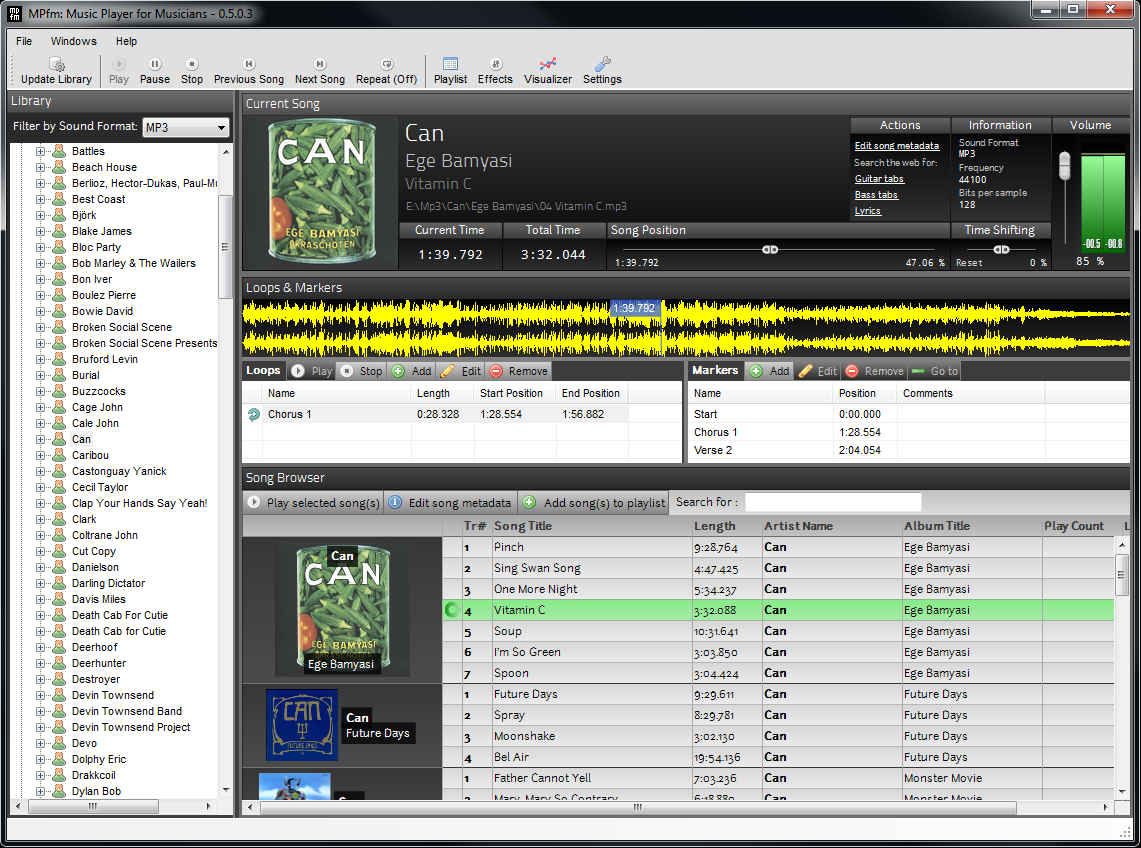 mp fm MPfm: Music Player for Musicians - 0.5.0.3
File Windows Help
Update Library Play Pause Stop Previous Song Next Song Repeat (Off) Playlist Effects Visualizer Settings
Library
Filter by Sound Format: MP3
Battles
Beach House
Berlioz, Hector-Dukas, Paul-Mu
Best Coast
Björk
Blake James
Bloc Party
Bob Marley & The Wailers
Bon Iver
Boulez Pierre
Bowie David
Broken Social Scene
Broken Social Scene Presents
Bruford Levin
Burial
Buzzcocks
Cage John
Cale John
Can
Caribou
Castonguay Yanick
Cecil Taylor
Clap Your Hands Say Yeah!
Clark
Coltrane John
Cut Copy
Danielson
Darling Dictator
Davis Miles
Death Cab For Cutie
Death Cab for Cutie
Deerhoof
Deerhunter
Destroyer
Devin Townsend
Devin Townsend Band
Devin Townsend Project
Devo
Dolphy Eric
Drakkcoil
Dylan Bob
Current Song
CAN
EGE BAMYASI
ÖKRASCHOTEN
Can
Ege Bamyasi
Vitamin C
E:\Mp3\Can\Ege Bamyasi\04 Vitamin C.mp3
Actions
Edit song metadata
Search the web for:
Guitar tabs
Bass tabs
Lyrics
Information
Sound Format
MP3
Frequency
44100
Bits per sample
128
Volume
-00.5 -00.8
85 %
Current Time
1:39.792
Total Time
3:32.044
Song Position
1:39.792 47.06 %
Time Shifting
Reset 0 %
Loops & Markers
1:39.792
Loops Play Stop Add Edit Remove
Name Length Start Position End Position
Chorus 1 0:28.328 1:28.554 1:56.882
Markers Add Edit Remove Go to
Name Position Comments
Start 0:00.000
Chorus 1 1:28.554
Verse 2 2:04.054
Song Browser
Play selected song(s) Edit song metadata Add song(s) to playlist Search for :
Tr# Song Title Length Artist Name Album Title Play Count L
Can
CAN
EGE BAMYASI
Ege Bamyasi
1 Pinch 9:28.764 Can Ege Bamyasi
2 Sing Swan Song 4:47.425 Can Ege Bamyasi
3 One More Night 5:34.237 Can Ege Bamyasi
4 Vitamin C 3:32.088 Can Ege Bamyasi
5 Soup 10:31.641 Can Ege Bamyasi
6 I'm So Green 3:03.850 Can Ege Bamyasi
7 Spoon 3:04.424 Can Ege Bamyasi
CAN
FUTURE DAYS
Can
Future Days
1 Future Days 9:29.611 Can Future Days
2 Spray 8:29.781 Can Future Days
3 Moonshake 3:02.130 Can Future Days
4 Bel Air 19:54.136 Can Future Days
Can
1 Father Cannot Yell 7:03.236 Can Monster Movie
2 Mary, Mary So Contrary 6:18.880 Can Monster Movie